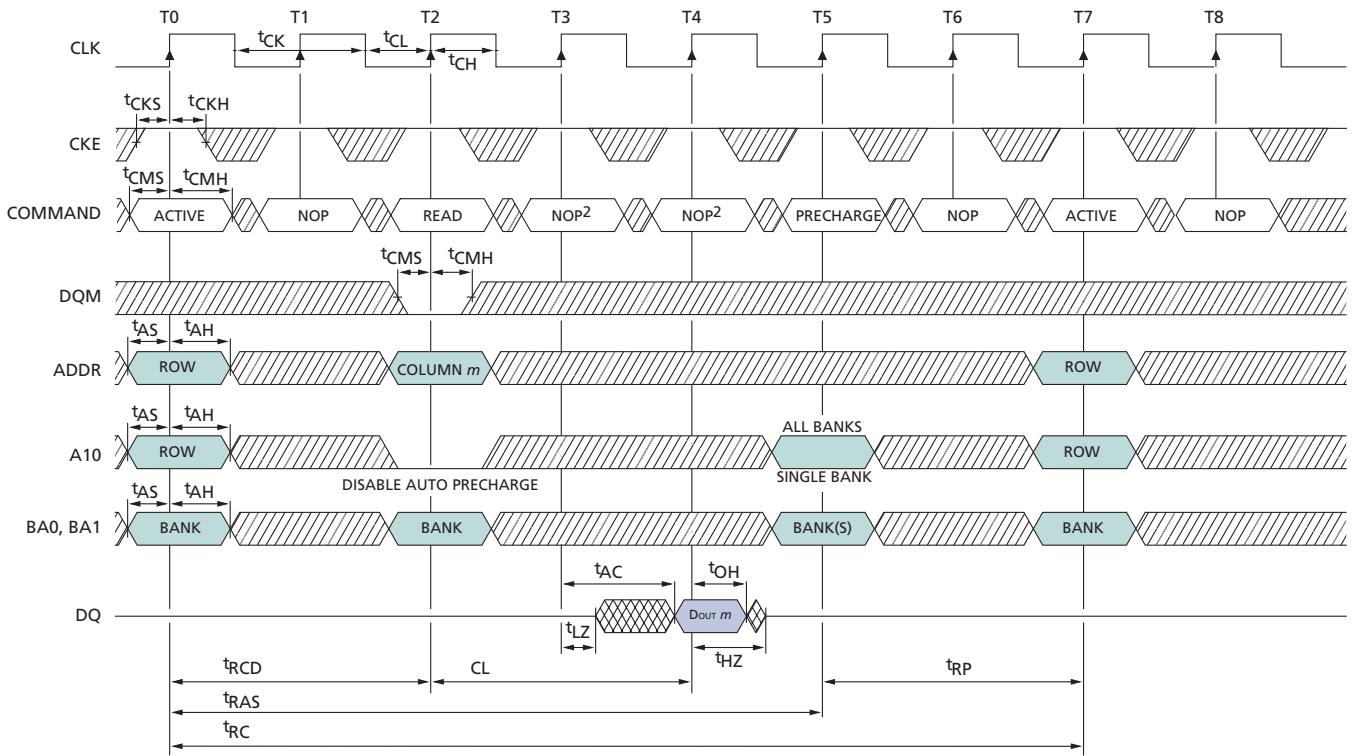 T0 T1 T2 T3 T4 T5 T6 T7 T8
CLK
tCK tCL
tCH
tCKS tCKH
CKE
tCMS tCMH
COMMAND ACTIVE NOP READ NOP2 NOP2 PRECHARGE NOP ACTIVE NOP
tCMS tCMH
DQM
tAS tAH
ADDR ROW COLUMN m ROW
tAS tAH
ALL BANKS
A10 ROW ROW
DISABLE AUTO PRECHARGE SINGLE BANK
tAS tAH
BA0, BA1 BANK BANK BANK(S) BANK
tAC tOH
DQ DOUT m
tLZ
tHZ
tRCD CL tRP
tRAS
tRC